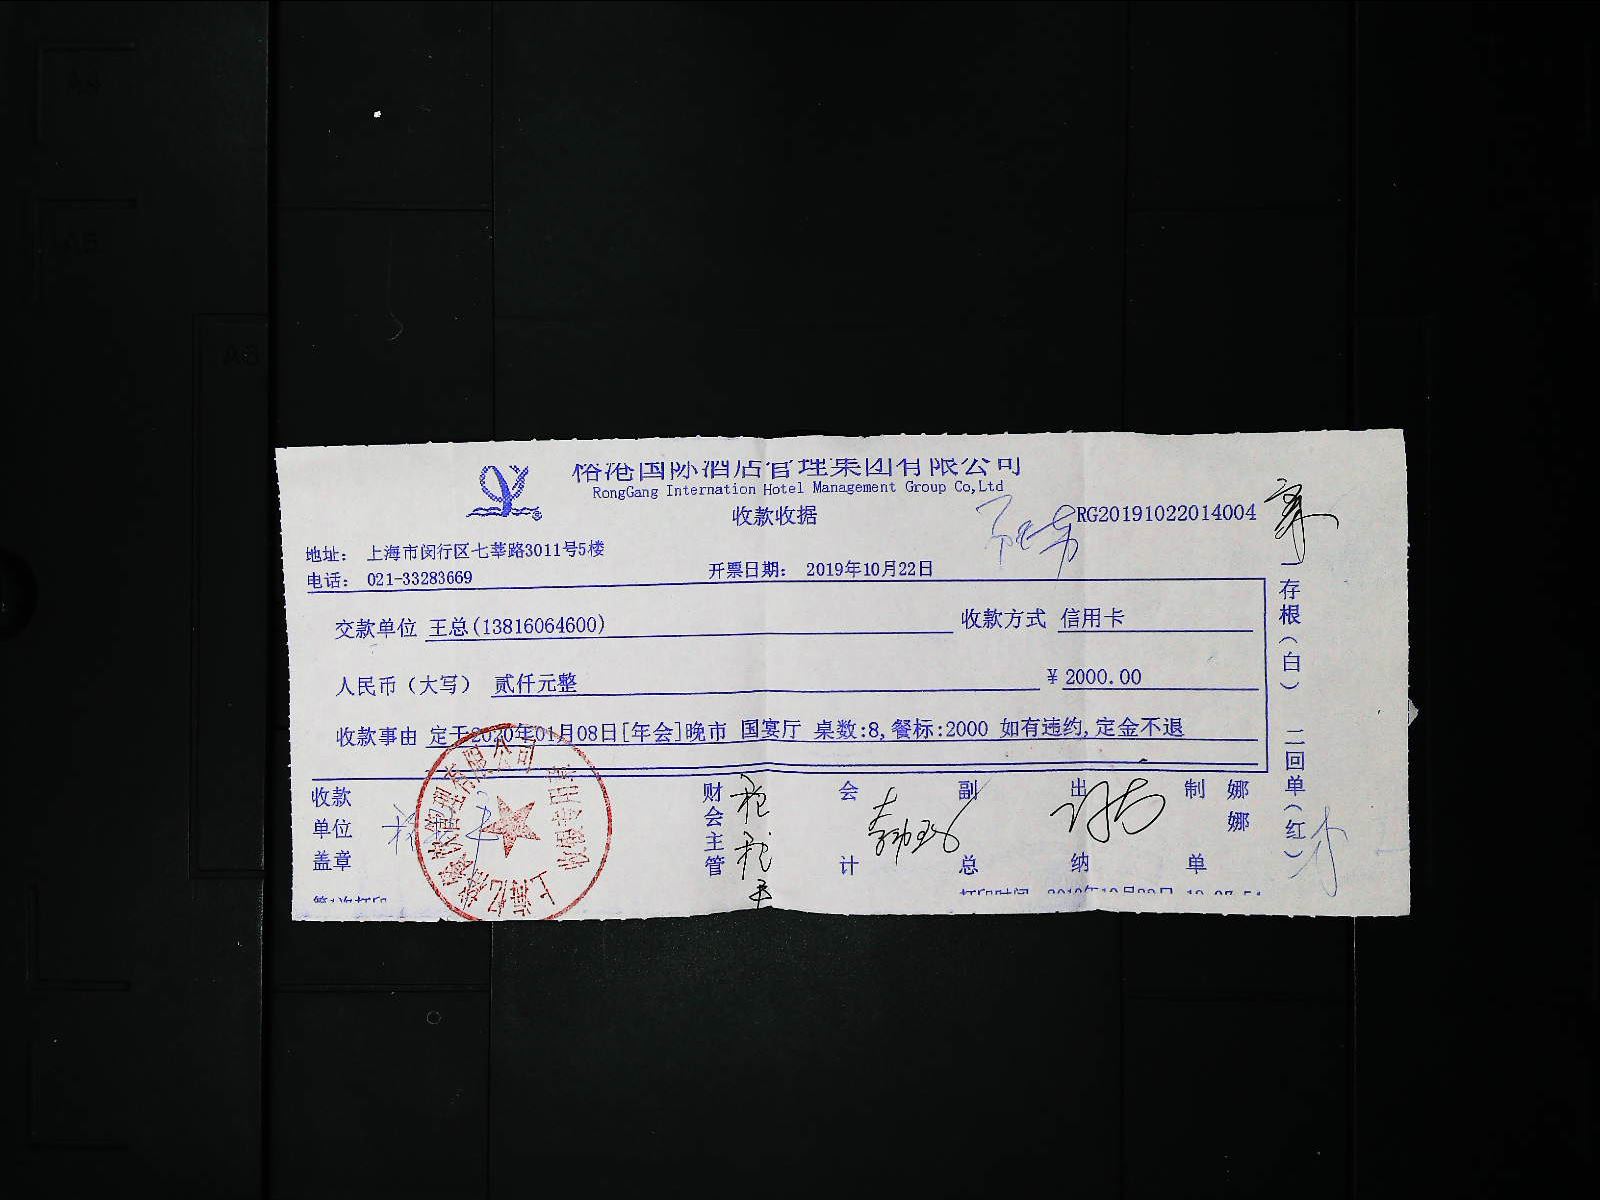 国际酒店管理集团有限公司
RongGang Internation Hotel Management Group Co,Ltd
收款收据
RG20191022014004
地址： 上海市闵行区七莘路3011号5楼
电话： 021-33283669
开票日期： 2019年10月22日
交款单位 王总(13816064600)
收款方式 信用卡
人民币（大写） 贰仟元整
￥2000.00
收款事由 定于2020年01月08日[年会]晚市 国宴厅 桌数:8,餐标:2000 如有违约,定金不退
收款单位盖章
财会主管
会计
副总
出纳
制单
娜娜
存根（白） 二回单（红）
A4
A5
A6